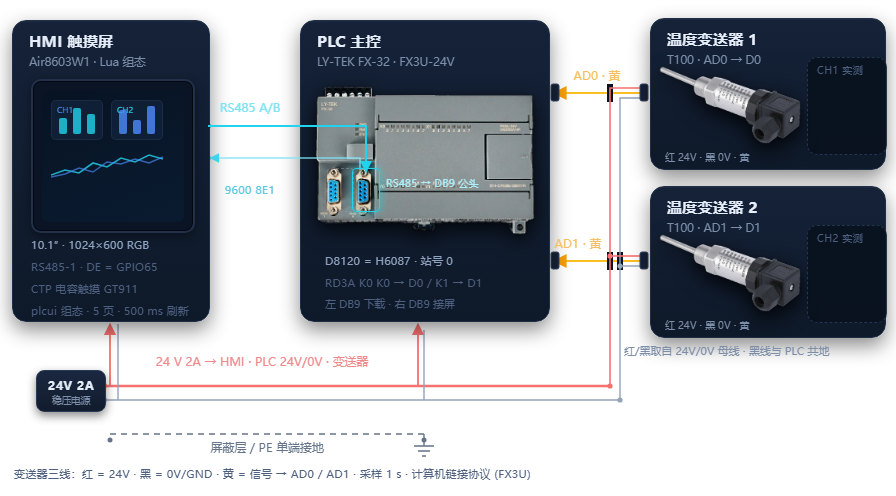 HMI 触摸屏
Air8603W1 · Lua 组态
CH1
CH2
10.1" · 1024×600 RGB
RS485-1 · DE = GPIO65
CTP 电容触摸 GT911
plcui 组态 · 5 页 · 500 ms 刷新
RS485 A/B
9600 8E1
PLC 主控
LY-TEK FX-32 · FX3U-24V
LY-TEK
RS485 ↔ DB9 公头
D8120 = H6087 · 站号 0
RD3A K0 K0 → D0 / K1 → D1
左 DB9 下载 · 右 DB9 接屏
AD0 · 黄
AD1 · 黄
温度变送器 1
T100 · AD0 → D0
CH1 实测
红 24V · 黑 0V · 黄
温度变送器 2
T100 · AD1 → D1
CH2 实测
红 24V · 黑 0V · 黄
红/黑取自 24V/0V 母线 · 黑线与 PLC 共地
24 V 2A → HMI · PLC 24V/0V · 变送器
24V 2A
稳压电源
屏蔽层 / PE 单端接地
变送器三线：红 = 24V · 黑 = 0V/GND · 黄 = 信号 → AD0 / AD1 · 采样 1 s · 计算机链接协议 (FX3U)